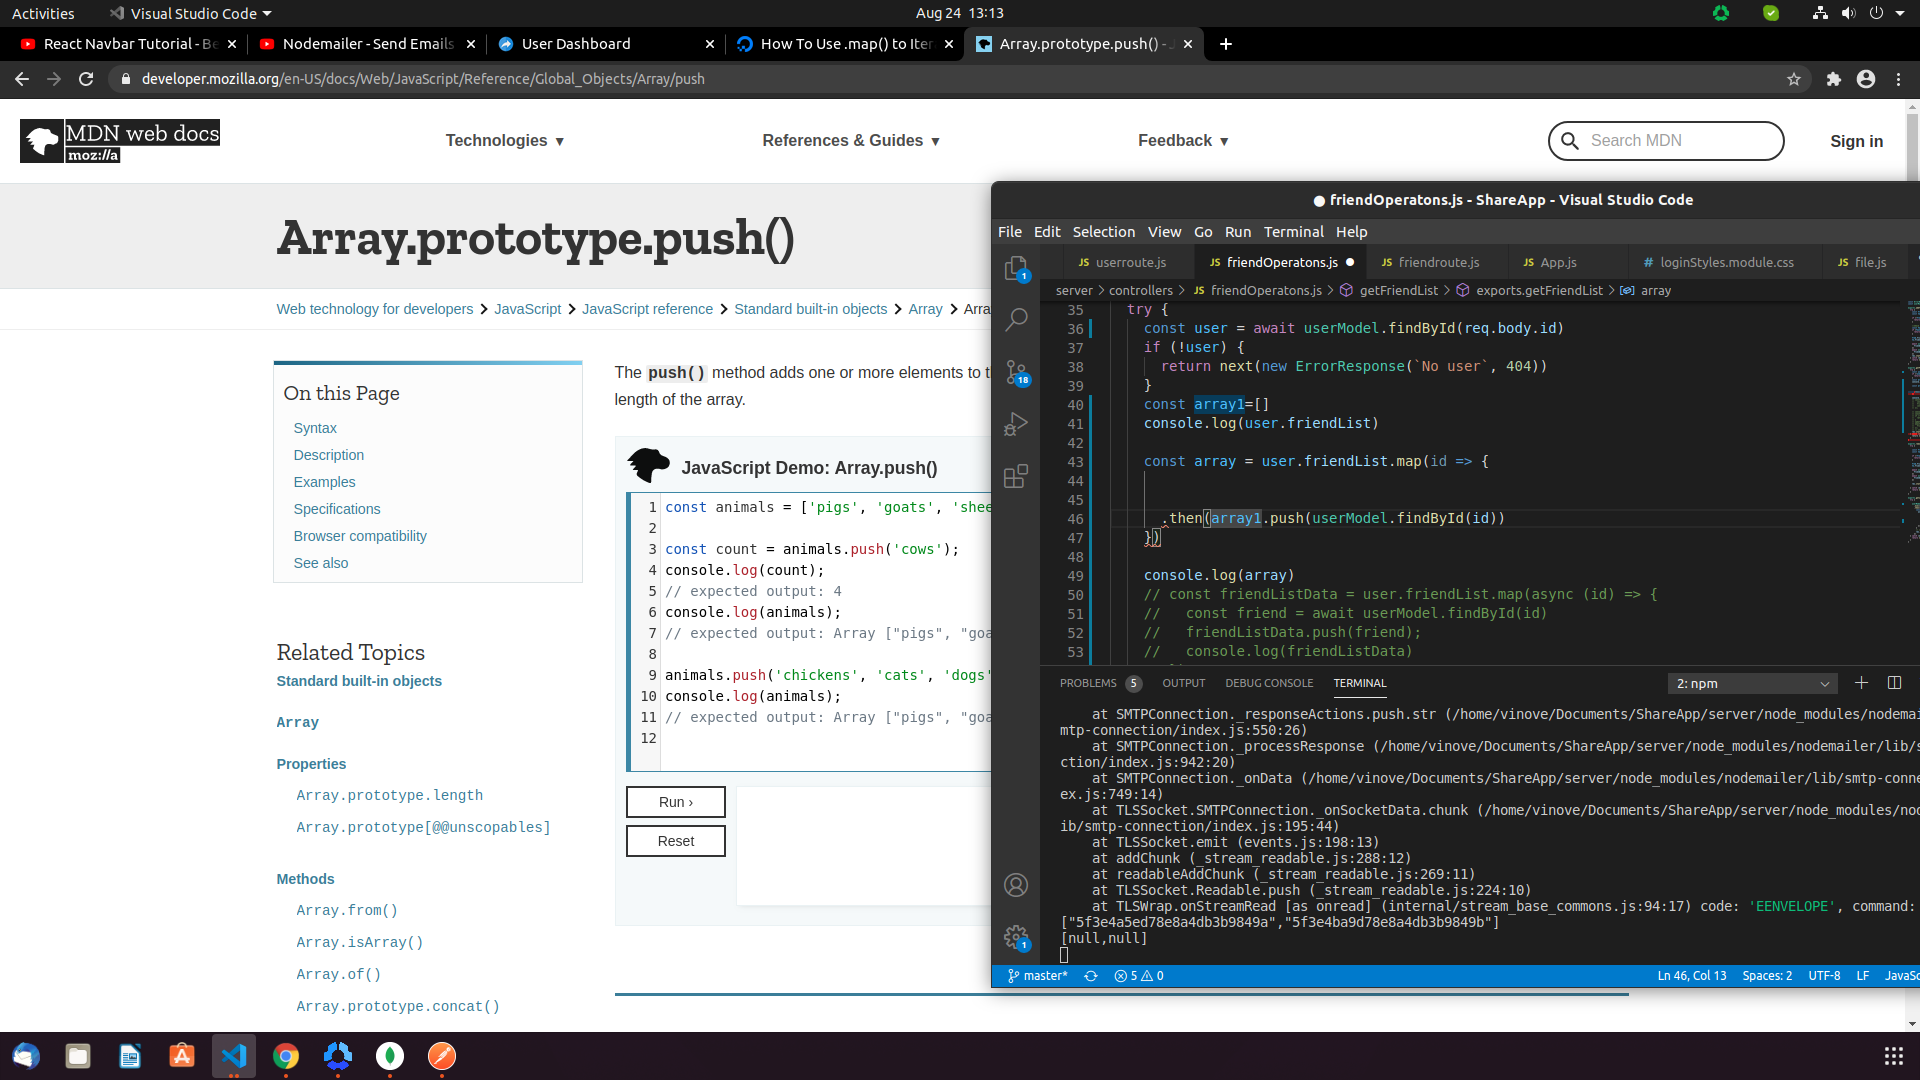 Activities
Visual Studio Code
Aug 24 13:13
React Navbar Tutorial - Be
Nodemailer - Send Emails
User Dashboard
How To Use .map() to Iter
Array.prototype.push() - J
developer.mozilla.org/en-US/docs/Web/JavaScript/Reference/Global_Objects/Array/push
MDN web docs
moz://a
Technologies ▼
References & Guides ▼
Feedback ▼
Search MDN
Sign in
Array.prototype.push()
Web technology for developers > JavaScript > JavaScript reference > Standard built-in objects > Array > Arra
On this Page
Syntax
Description
Examples
Specifications
Browser compatibility
See also
Related Topics
Standard built-in objects
Array
Properties
Array.prototype.length
Array.prototype[@@unscopables]
Methods
Array.from()
Array.isArray()
Array.of()
Array.prototype.concat()
The push() method adds one or more elements to t
length of the array.
JavaScript Demo: Array.push()
1 const animals = ['pigs', 'goats', 'shee
2
3 const count = animals.push('cows');
4 console.log(count);
5 // expected output: 4
6 console.log(animals);
7 // expected output: Array ["pigs", "goa
8
9 animals.push('chickens', 'cats', 'dogs'
10 console.log(animals);
11 // expected output: Array ["pigs", "goa
12
Run ›
Reset
● friendOperatons.js - ShareApp - Visual Studio Code
File Edit Selection View Go Run Terminal Help
JS userroute.js
JS friendOperatons.js ●
JS friendroute.js
JS App.js
# loginStyles.module.css
JS file.js
server > controllers > JS friendOperatons.js > getFriendList > exports.getFriendList > array
1
18
1
35 try {
36 const user = await userModel.findById(req.body.id)
37 if (!user) {
38 return next(new ErrorResponse(`No user`, 404))
39 }
40 const array1=[]
41 console.log(user.friendList)
42
43 const array = user.friendList.map(id => {
44
45
46 .then(array1.push(userModel.findById(id))
47 })
48
49 console.log(array)
50 // const friendListData = user.friendList.map(async (id) => {
51 //   const friend = await userModel.findById(id)
52 //   friendListData.push(friend);
53 //   console.log(friendListData)
PROBLEMS 5 OUTPUT DEBUG CONSOLE TERMINAL
2: npm
at SMTPConnection._responseActions.push.str (/home/vinove/Documents/ShareApp/server/node_modules/nodemai
mtp-connection/index.js:550:26)
at SMTPConnection._processResponse (/home/vinove/Documents/ShareApp/server/node_modules/nodemailer/lib/s
ction/index.js:942:20)
at SMTPConnection._onData (/home/vinove/Documents/ShareApp/server/node_modules/nodemailer/lib/smtp-conne
ex.js:749:14)
at TLSSocket.SMTPConnection._onSocketData.chunk (/home/vinove/Documents/ShareApp/server/node_modules/nod
ib/smtp-connection/index.js:195:44)
at TLSSocket.emit (events.js:198:13)
at addChunk (_stream_readable.js:288:12)
at readableAddChunk (_stream_readable.js:269:11)
at TLSSocket.Readable.push (_stream_readable.js:224:10)
at TLSWrap.onStreamRead [as onread] (internal/stream_base_commons.js:94:17) code: 'EENVELOPE', command:
["5f3e4a5ed78e8a4db3b9849a","5f3e4ba9d78e8a4db3b9849b"]
[null,null]
master*
5 0
Ln 46, Col 13
Spaces: 2
UTF-8
LF
JavaSc